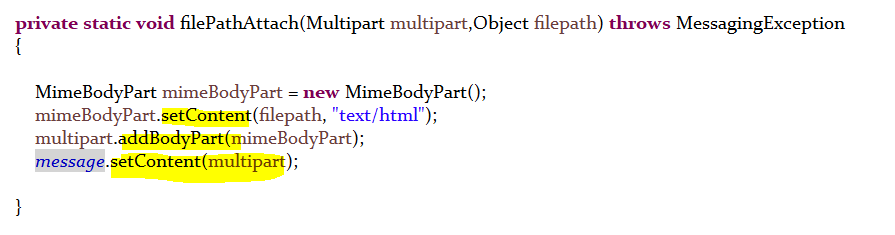 private static void filePathAttach(Multipart multipart,Object filepath) throws MessagingException
{
MimeBodyPart mimeBodyPart = new MimeBodyPart();
mimeBodyPart.setContent(filepath, "text/html");
multipart.addBodyPart(mimeBodyPart);
message.setContent(multipart);
}